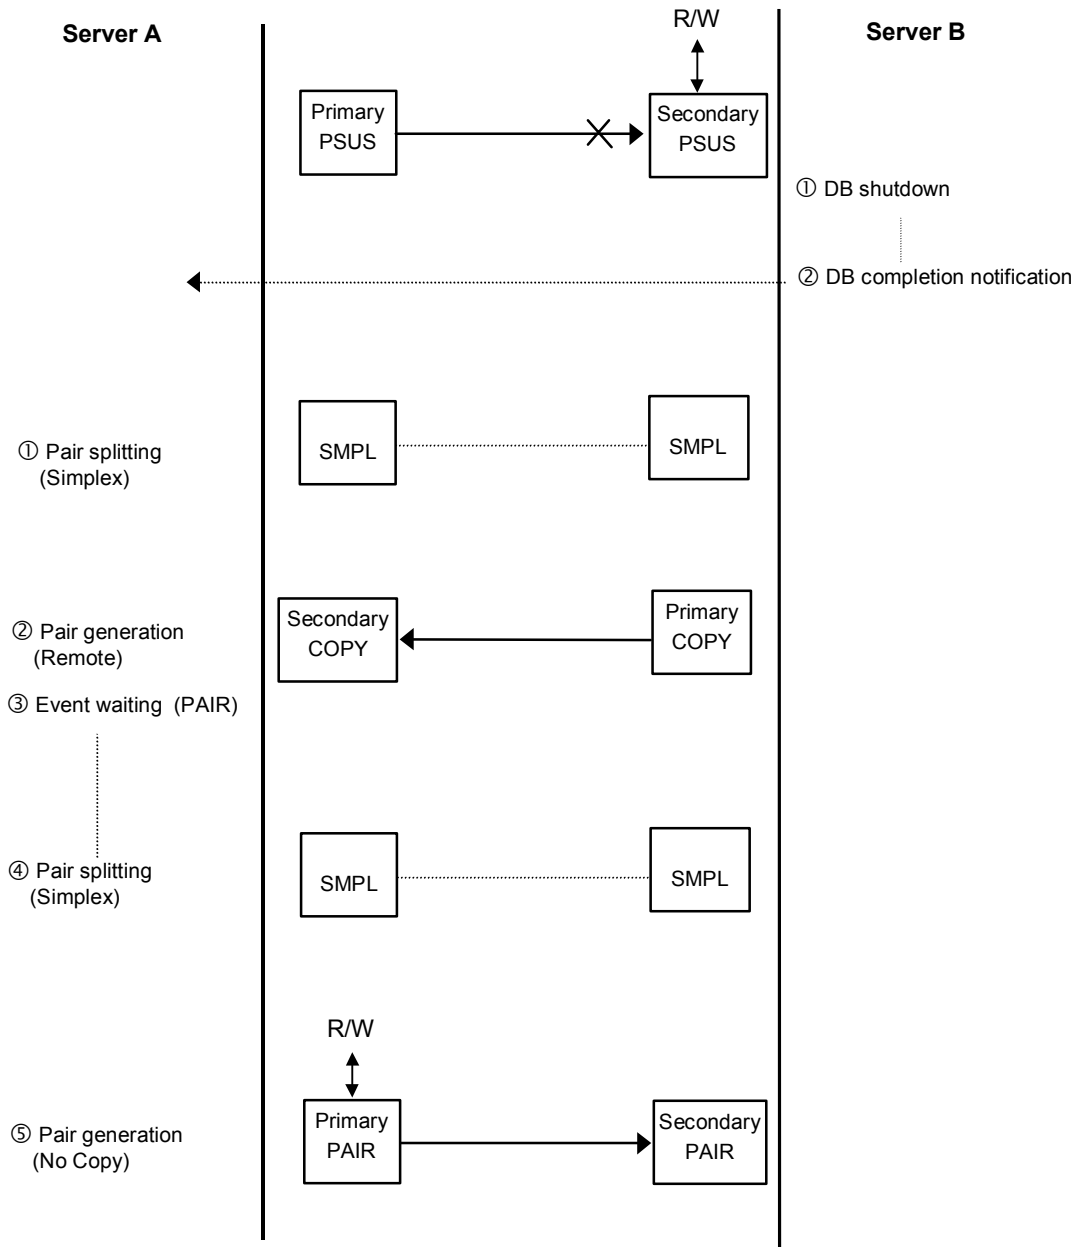 Server A
R/W
Server B
Primary
PSUS
Secondary
PSUS
① DB shutdown
② DB completion notification
① Pair splitting
(Simplex)
SMPL
SMPL
② Pair generation
(Remote)
Secondary
COPY
Primary
COPY
③ Event waiting (PAIR)
④ Pair splitting
(Simplex)
SMPL
SMPL
R/W
⑤ Pair generation
(No Copy)
Primary
PAIR
Secondary
PAIR